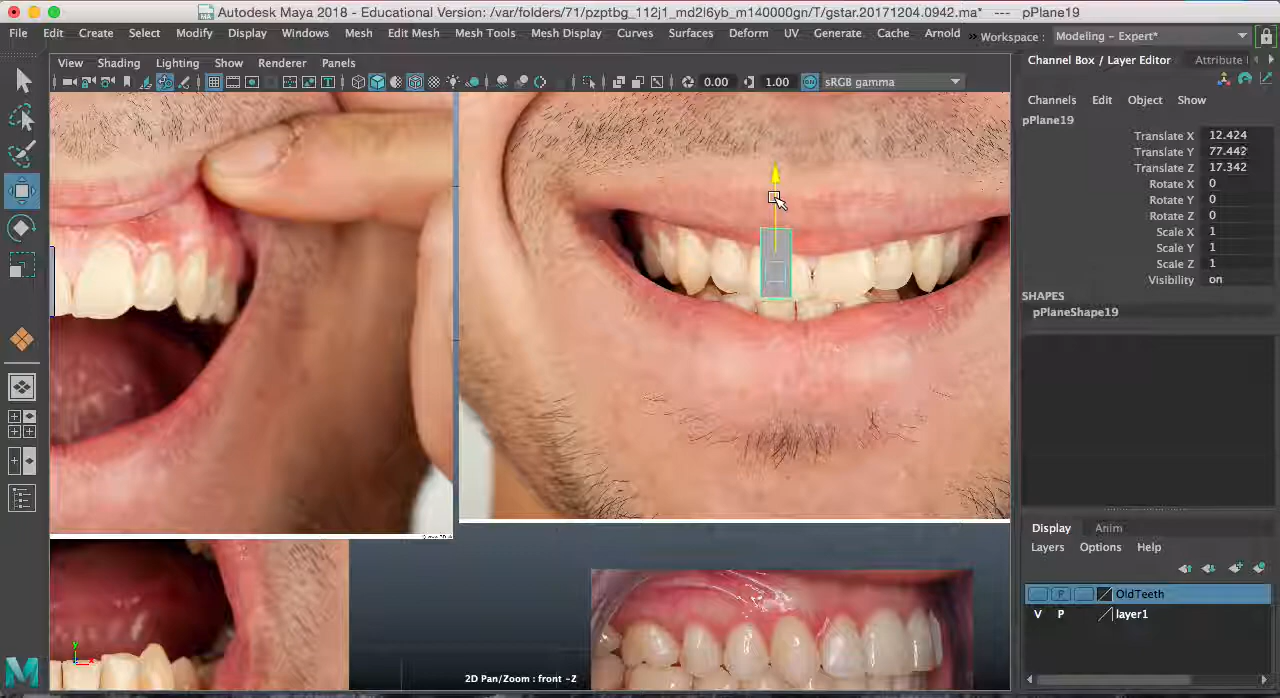 Autodesk Maya 2018 - Educational Version: /var/folders/71/pzptbg_112j1_md2l6yb_m140000gn/T/gstar.20171204.0942.ma* --- pPlane19
File Edit Create Select Modify Display Windows Mesh Edit Mesh Mesh Tools Mesh Display Curves Surfaces Deform UV Generate Cache Arnold » Workspace : Modeling - Expert*
View Shading Lighting Show Renderer Panels
Channel Box / Layer Editor Attribute
0.00 1.00 sRGB gamma
Channels Edit Object Show
pPlane19
Translate X 12.424
Translate Y 77.442
Translate Z 17.342
Rotate X 0
Rotate Y 0
Rotate Z 0
Scale X 1
Scale Y 1
Scale Z 1
Visibility on
SHAPES
pPlaneShape19
Display Anim
Layers Options Help
P OldTeeth
V P layer1
y
2D Pan/Zoom : front -Z